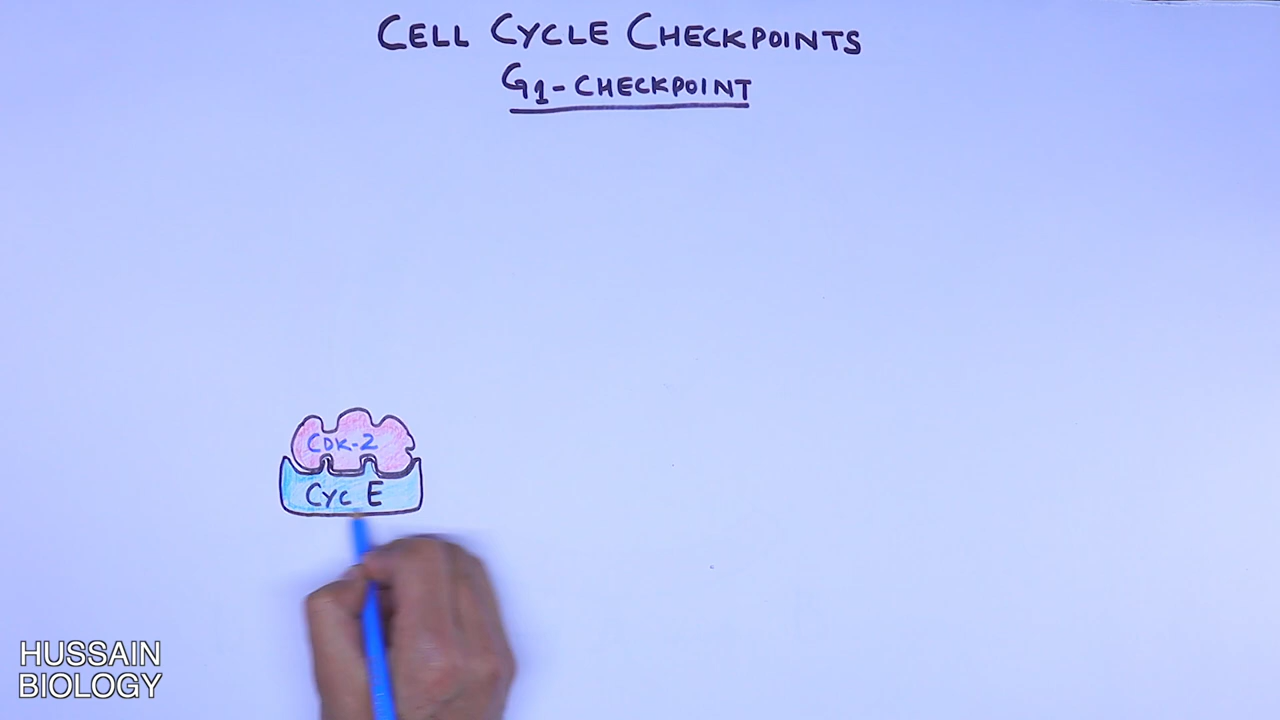 CELL CYCLE CHECKPOINTS
G1-CHECKPOINT
CDK-2
CYC E
HUSSAIN
BIOLOGY